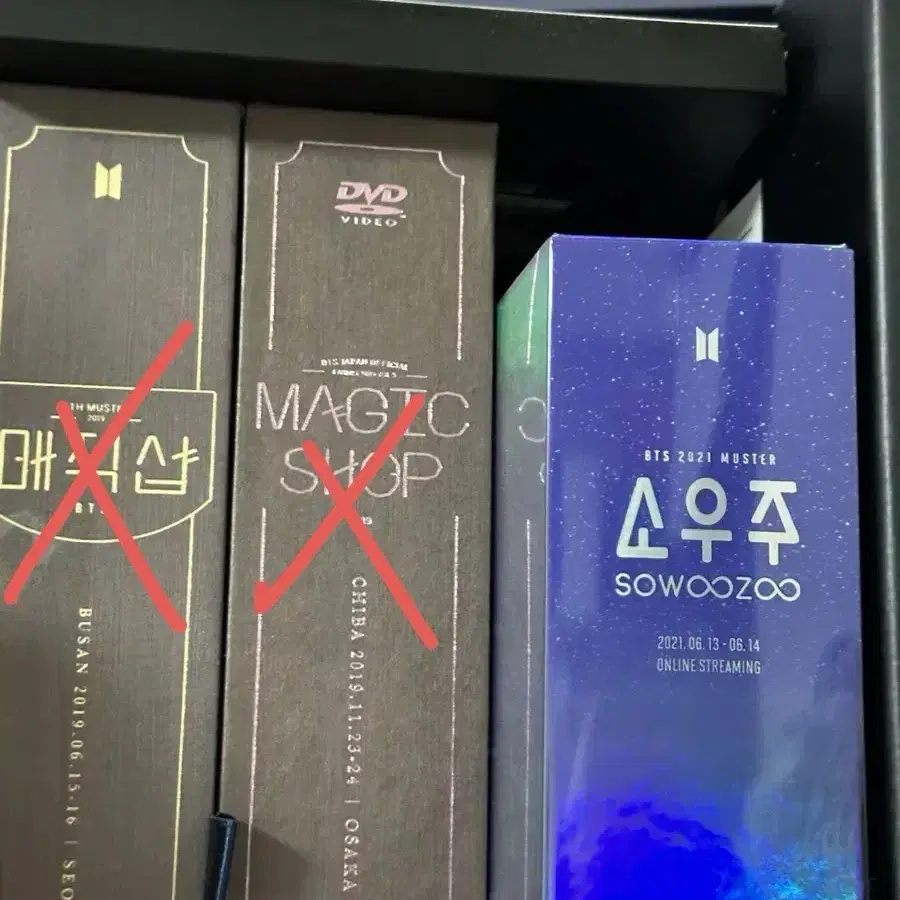 TH MUSTER
2019
매직샵
BT
BUSAN 2019.06.15-16 | SEO
DVD
VIDEO
BTS JAPAN OFFICIAL
MAGIC
SHOP
CHIBA 2019.11.23-24 | OSAKA
BTS 2021 MUSTER
소우주
SOWOOZOO
2021. 06. 13 - 06. 14
ONLINE STREAMING